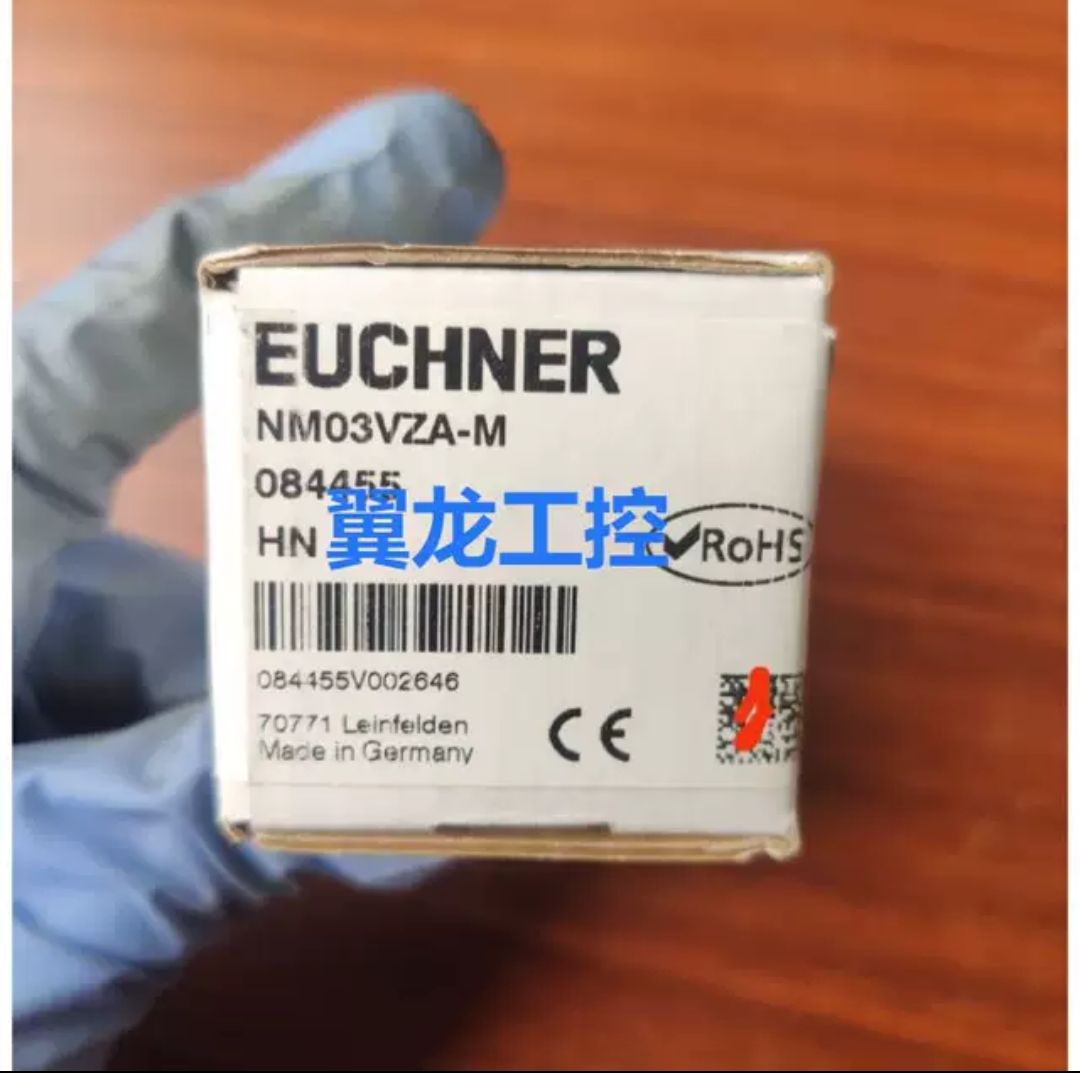 EUCHNER
NM03VZA-M
084455
HN
翼龙工控
RoHS
084455V002646
70771 Leinfelden
Made in Germany
CE